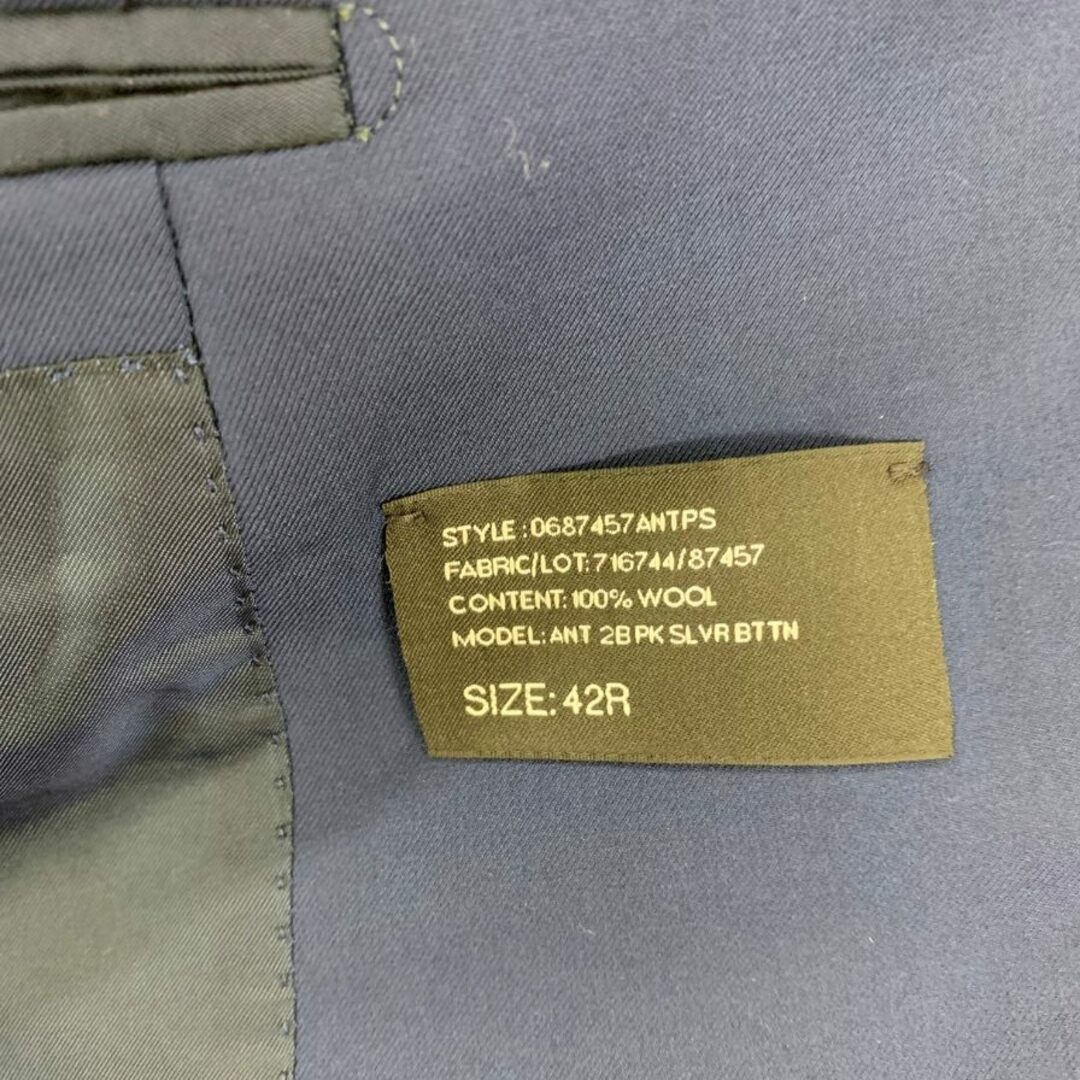 STYLE:0687457ANTPS
FABRIC/LOT:716744/87457
CONTENT:100% WOOL
MODEL:ANT 2B PK SLVR BTTN
SIZE:42R